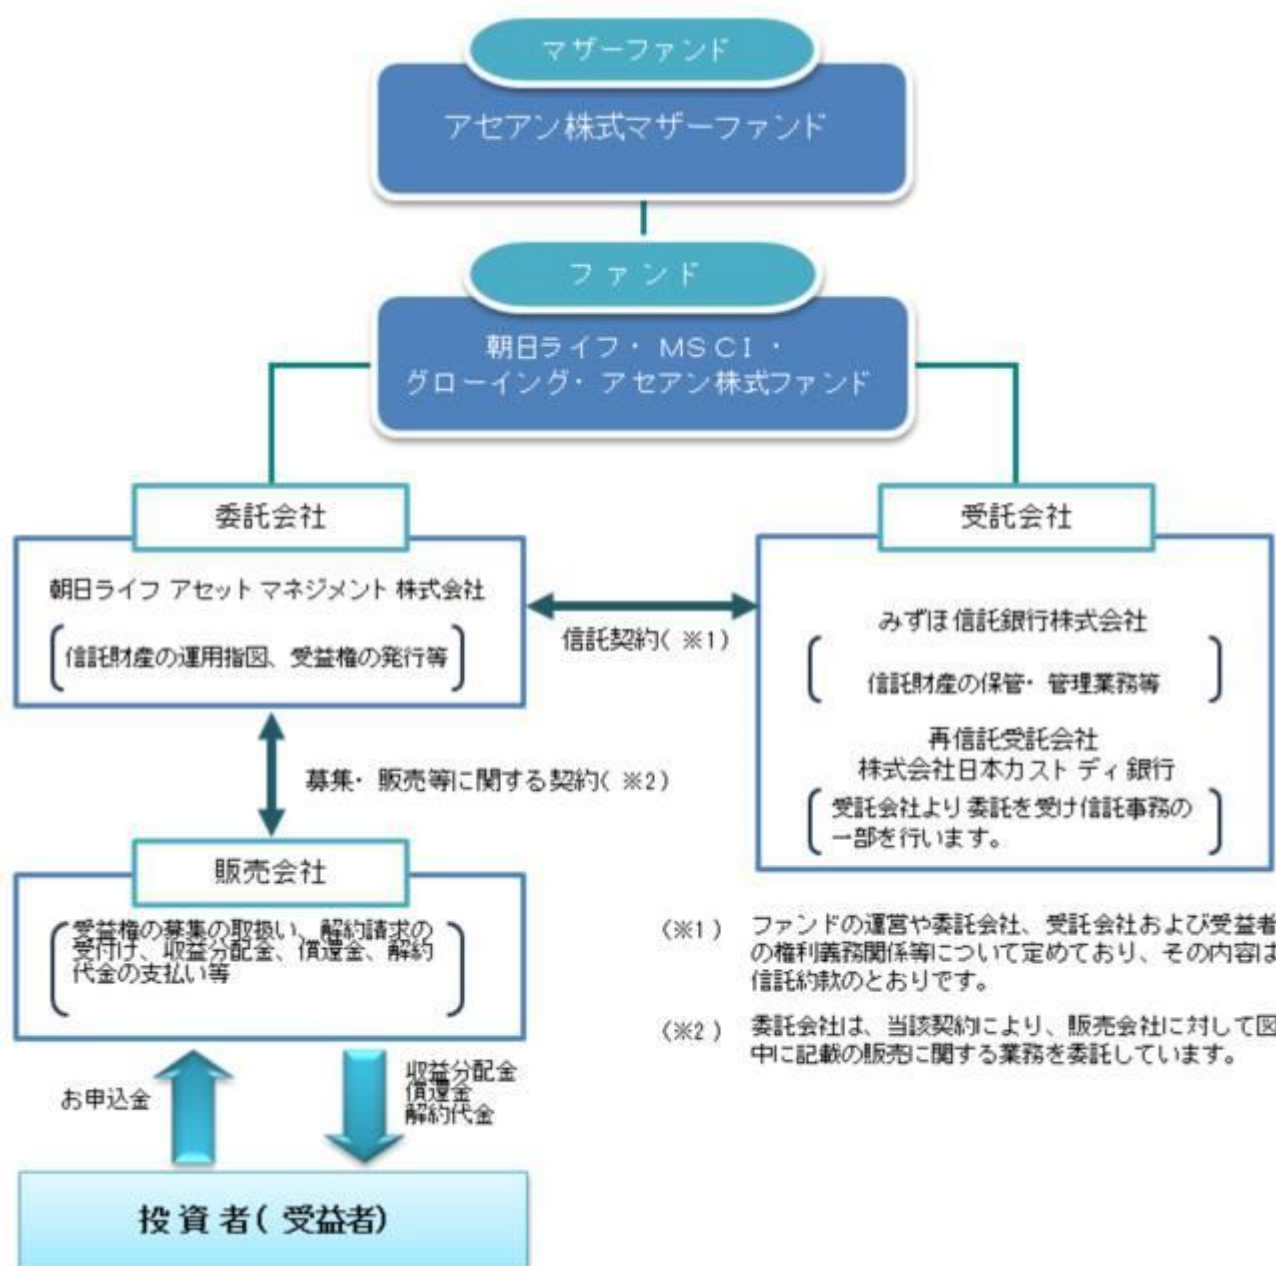 マザーファンド
アセアン株式マザーファンド
ファンド
朝日ライフ・MSCI・
グローイング・アセアン株式ファンド
委託会社
朝日ライフ アセット マネジメント 株式会社
信託財産の運用指図、受益権の発行等
信託契約(※1)
受託会社
みずほ信託銀行株式会社
信託財産の保管・管理業務等
再信託受託会社
株式会社日本カストディ銀行
受託会社より委託を受け信託事務の
一部を行います。
募集・販売等に関する契約(※2)
販売会社
受益権の募集の取扱い、解約請求の
受付け、収益分配金、償還金、解約
代金の支払い等
(※1) ファンドの運営や委託会社、受託会社および受益者
の権利義務関係等について定めており、その内容は
信託約款のとおりです。
(※2) 委託会社は、当該契約により、販売会社に対して図
中に記載の販売に関する業務を委託しています。
お申込金
収益分配金
償還金
解約代金
投資者(受益者)